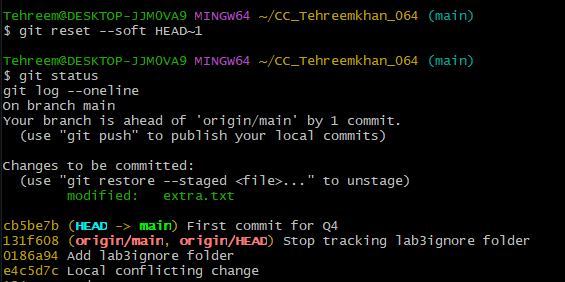 Tehreem@DESKTOP-JJMOVA9 MINGW64 ~/CC_Tehreemkhan_064 (main)
$ git reset --soft HEAD~1
Tehreem@DESKTOP-JJMOVA9 MINGW64 ~/CC_Tehreemkhan_064 (main)
$ git status
git log --oneline
On branch main
Your branch is ahead of 'origin/main' by 1 commit.
(use "git push" to publish your local commits)
Changes to be committed:
(use "git restore --staged <file>..." to unstage)
modified: extra.txt
cb5be7b (HEAD -> main) First commit for Q4
131f608 (origin/main, origin/HEAD) Stop tracking lab3ignore folder
0186a94 Add lab3ignore folder
e4c5d7c Local conflicting change